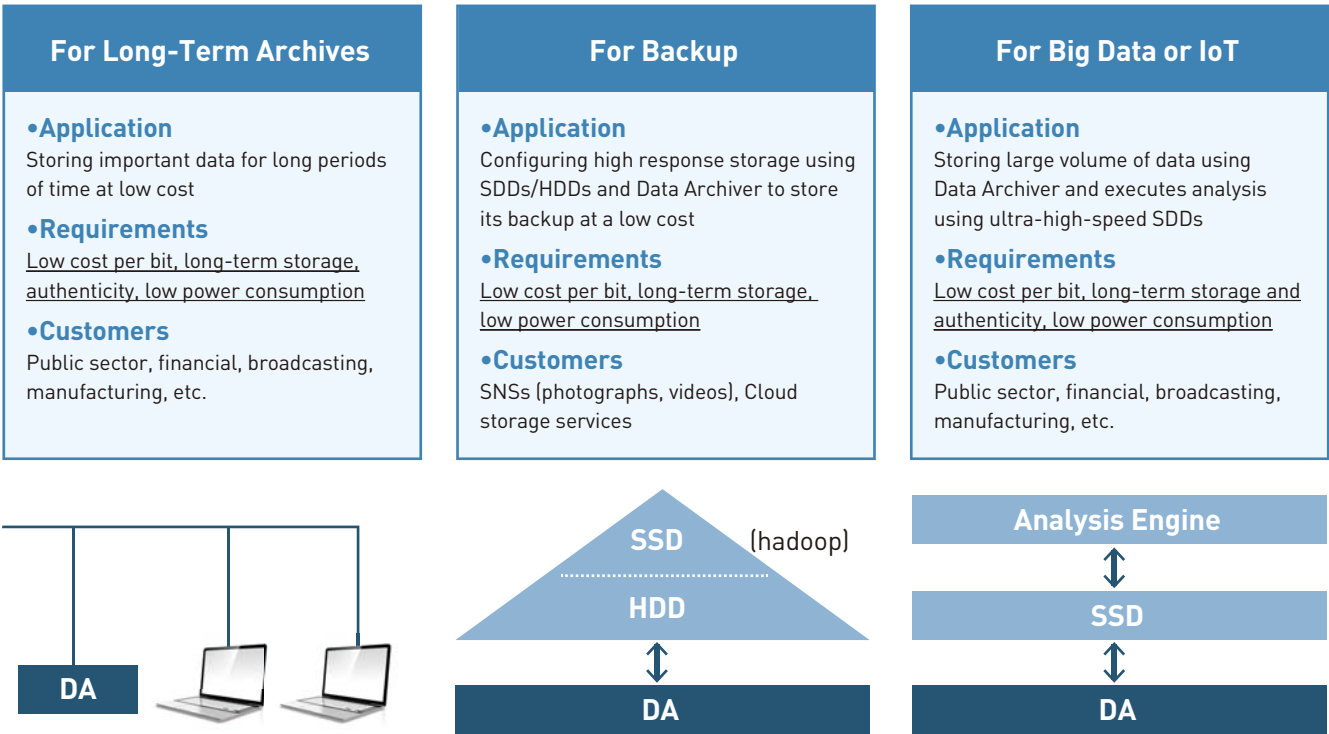 For Long-Term Archives
•Application
Storing important data for long periods
of time at low cost
•Requirements
Low cost per bit, long-term storage,
authenticity, low power consumption
•Customers
Public sector, financial, broadcasting,
manufacturing, etc.
For Backup
•Application
Configuring high response storage using
SDDs/HDDs and Data Archiver to store
its backup at a low cost
•Requirements
Low cost per bit, long-term storage,
low power consumption
•Customers
SNSs (photographs, videos), Cloud
storage services
For Big Data or IoT
•Application
Storing large volume of data using
Data Archiver and executes analysis
using ultra-high-speed SDDs
•Requirements
Low cost per bit, long-term storage and
authenticity, low power consumption
•Customers
Public sector, financial, broadcasting,
manufacturing, etc.
DA
SSD
(hadoop)
HDD
DA
Analysis Engine
SSD
DA